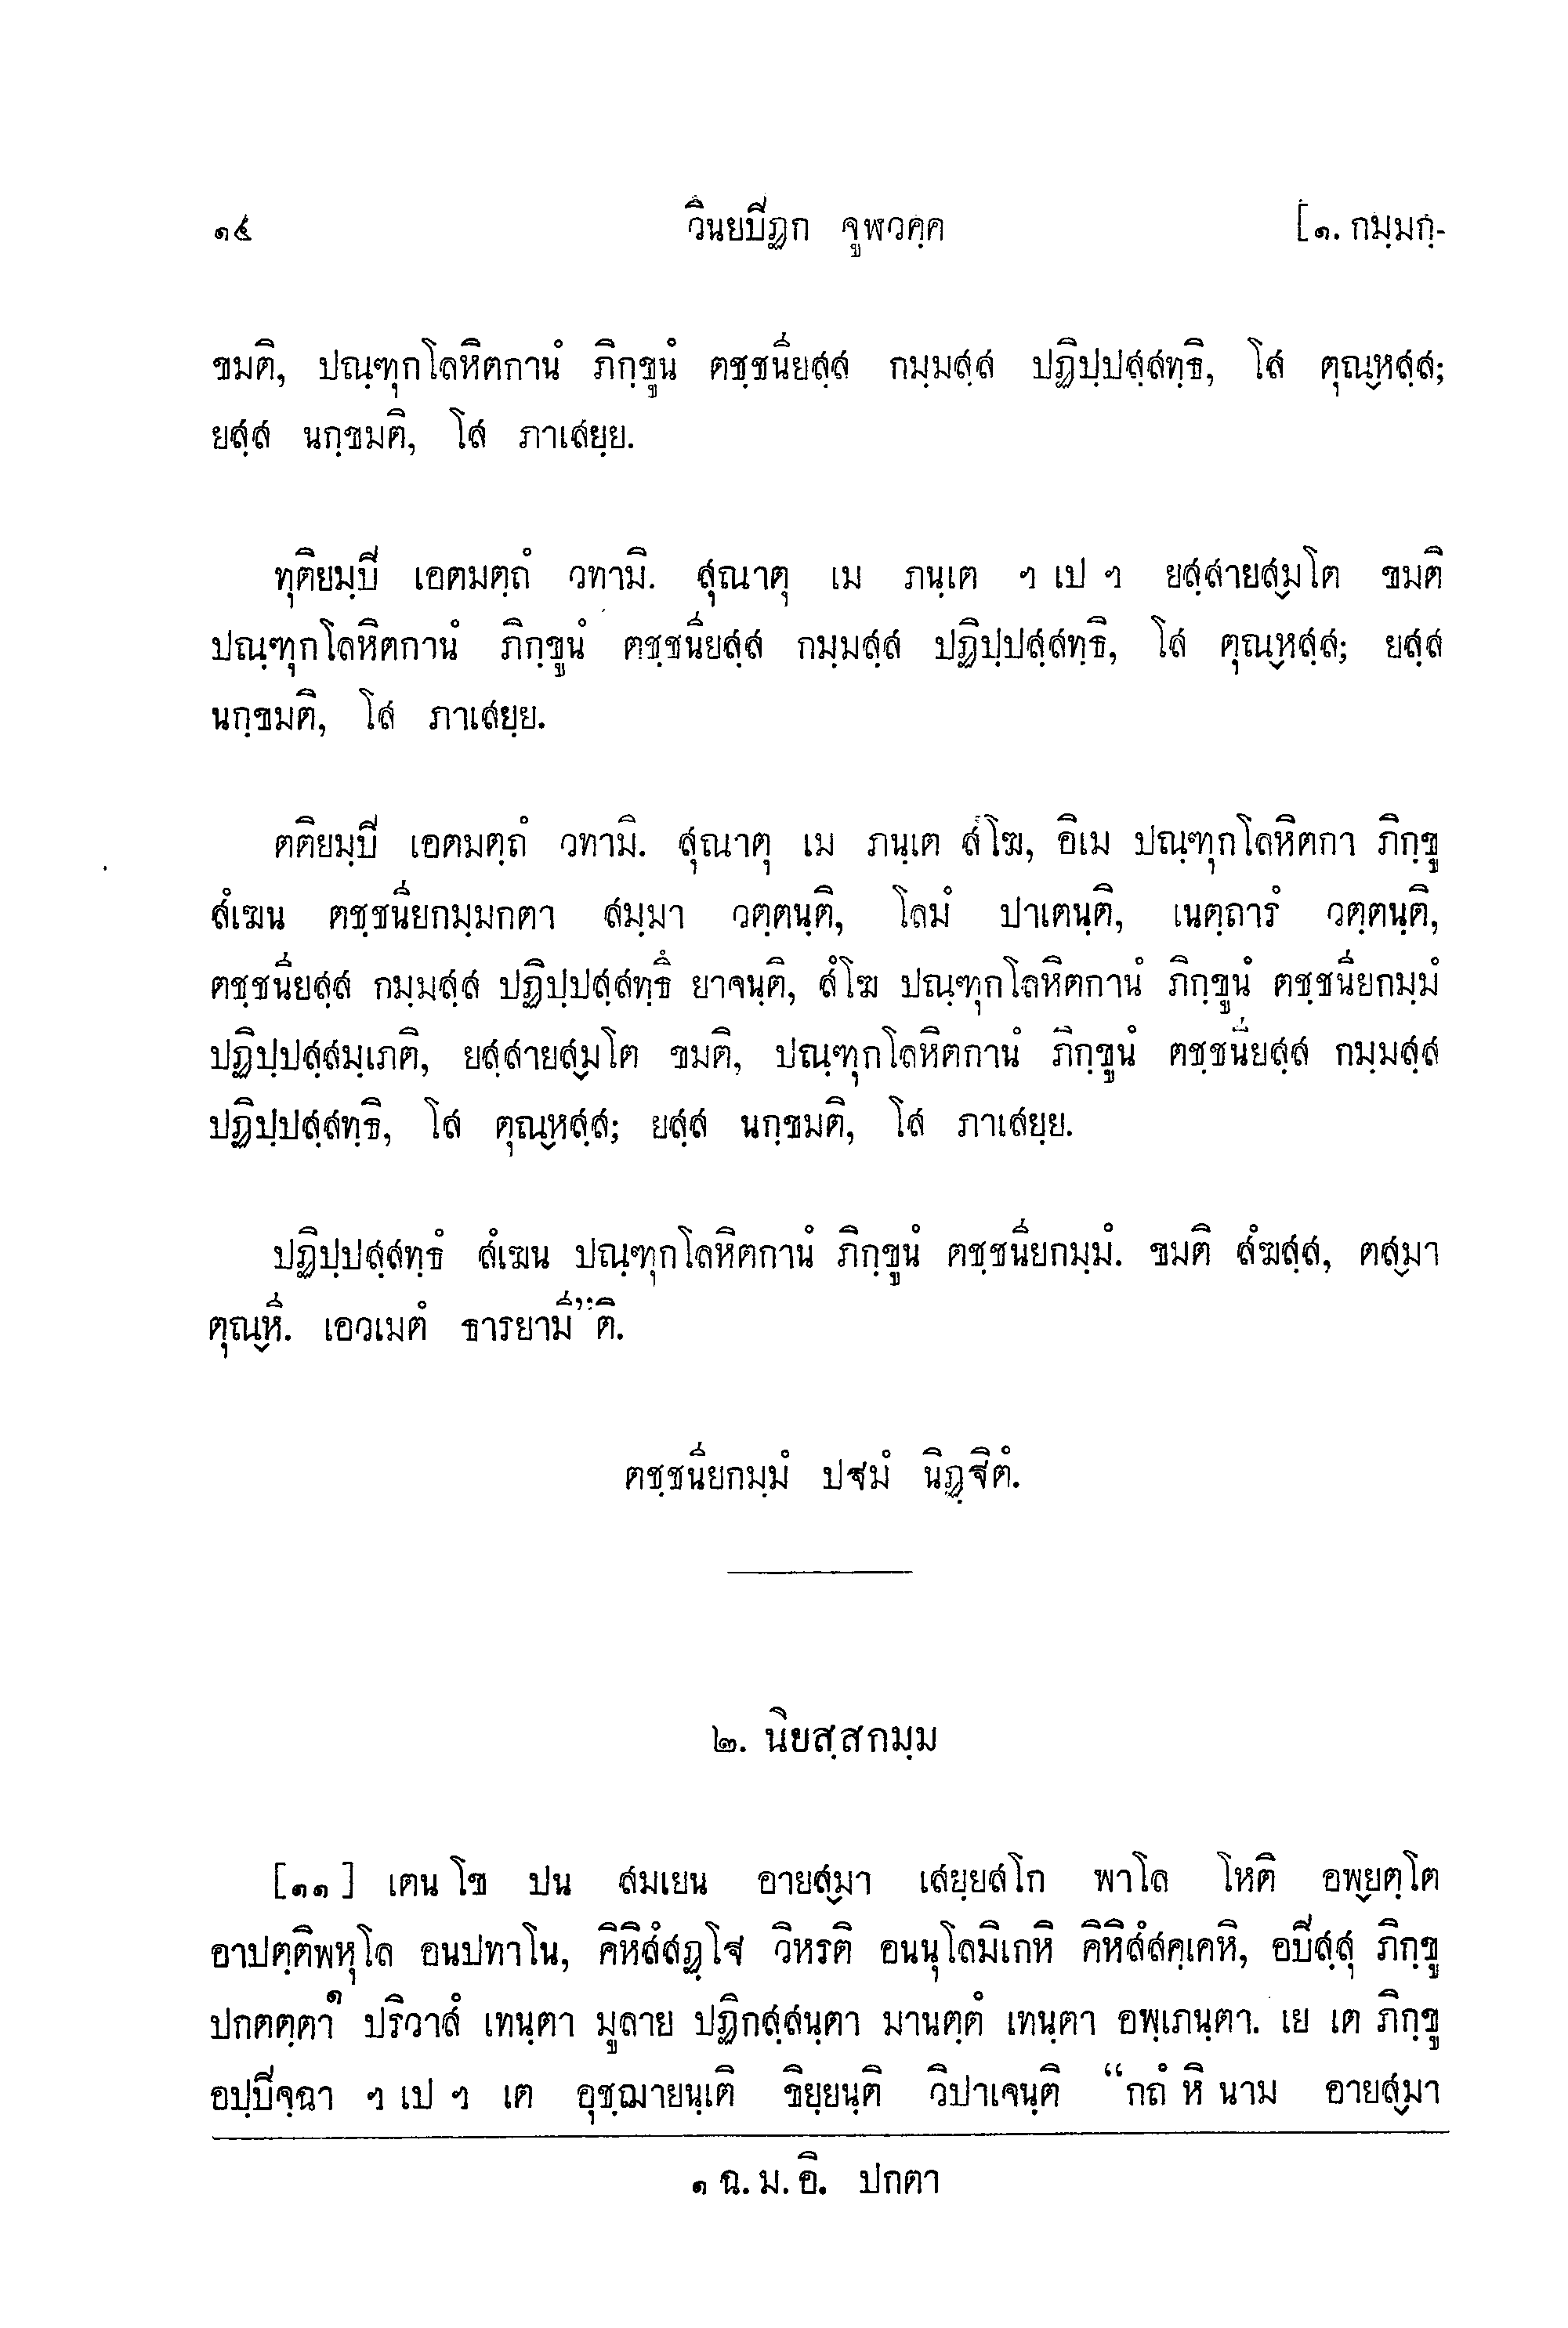 ๑๔ วินยปิฏก จูฬวคฺค [๑. กมฺมกฺ-
ขมติ, ปณฺฑุกโลหิตกานํ ภิกฺขูนํ ตชฺชนียสฺส กมฺมสฺส ปฏิปฺปสฺสทฺธิ, โส ตุณฺหสฺส;
ยสฺส นกฺขมติ, โส ภาเสยฺย.
ทุติยมฺปิ เอตมตฺถํ วทามิ. สุณาตุ เม ภนฺเต ฯ เป ฯ ยสฺสายสฺมโต ขมติ
ปณฺฑุกโลหิตกานํ ภิกฺขูนํ ตชฺชนียสฺส กมฺมสฺส ปฏิปฺปสฺสทฺธิ, โส ตุณฺหสฺส; ยสฺส
นกฺขมติ, โส ภาเสยฺย.
ตติยมฺปิ เอตมตฺถํ วทามิ. สุณาตุ เม ภนฺเต สํโฆ, อิเม ปณฺฑุกโลหิตกา ภิกฺขู
สํเฆน ตชฺชนียกมฺมกตา สมฺมา วตฺตนฺติ, โลมํ ปาเตนฺติ, เนตฺถารํ วตฺตนฺติ,
ตชฺชนียสฺส กมฺมสฺส ปฏิปฺปสฺสทฺธึ ยาจนฺติ, สํโฆ ปณฺฑุกโลหิตกานํ ภิกฺขูนํ ตชฺชนียกมฺมํ
ปฏิปฺปสฺสมฺเภติ, ยสฺสายสฺมโต ขมติ, ปณฺฑุกโลหิตกานํ ภิกฺขูนํ ตชฺชนียสฺส กมฺมสฺส
ปฏิปฺปสฺสทฺธิ, โส ตุณฺหสฺส; ยสฺส นกฺขมติ, โส ภาเสยฺย.
ปฏิปฺปสฺสทฺธํ สํเฆน ปณฺฑุกโลหิตกานํ ภิกฺขูนํ ตชฺชนียกมฺมํ. ขมติ สํฆสฺส, ตสฺมา
ตุณฺหี. เอวเมตํ ธารยามี”ติ.
ตชฺชนียกมฺมํ ปฐมํ นิฏฺฐิตํ.
๒. นิยสฺสกมฺม
[๑๑] เตน โข ปน สมเยน อายสฺมา เสยฺยสโก พาโล โหติ อพฺยตฺโต
อาปตฺติพหุโล อนปทาโน, คิหิสํสฏฺโฐ วิหรติ อนนุโลมิเกหิ คิหิสํสคฺเคหิ, อปิสฺสุ ภิกฺขู
ปกตตฺตา๑ ปริวาสํ เทนฺตา มูลาย ปฏิกสฺสนฺตา มานตฺตํ เทนฺตา อพฺเภนฺตา. เย เต ภิกฺขู
อปฺปิจฺฉา ฯ เป ฯ เต อุชฺฌายนฺเติ ขิยฺยนฺติ วิปาเจนฺติ “กถํ หิ นาม อายสฺมา
๑ ฉ. ม. อิ. ปกตา